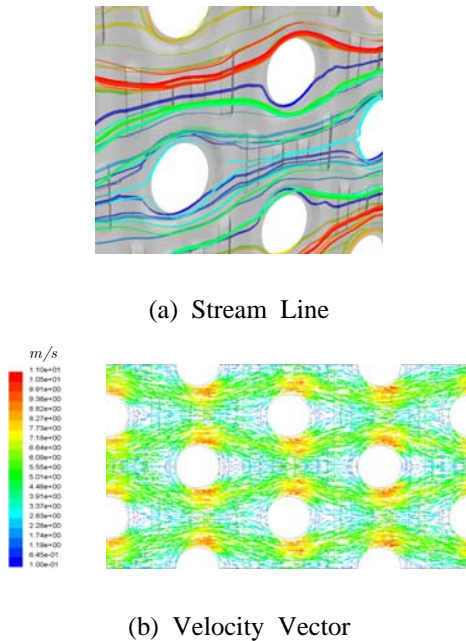 (a) Stream Line
m/s
1.10e+01
1.05e+01
9.91e+00
9.36e+00
8.82e+00
8.27e+00
7.73e+00
7.18e+00
6.64e+00
6.09e+00
5.55e+00
5.01e+00
4.46e+00
3.91e+00
3.37e+00
2.83e+00
2.28e+00
1.74e+00
1.19e+00
6.45e-01
1.00e-01
(b) Velocity Vector